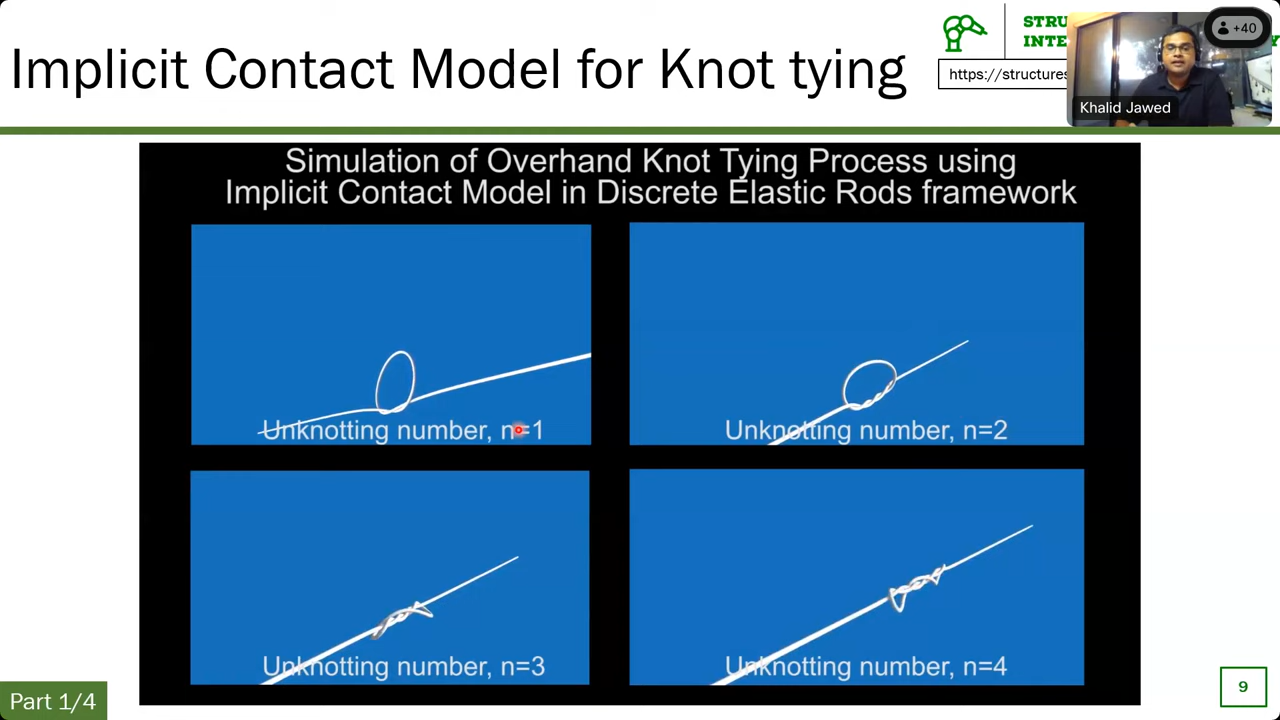 Implicit Contact Model for Knot tying
STRU
INTE
https://structures
+40
Khalid Jawed
Simulation of Overhand Knot Tying Process using
Implicit Contact Model in Discrete Elastic Rods framework
Unknotting number, n=1
Unknotting number, n=2
Unknotting number, n=3
Unknotting number, n=4
Part 1/4
9